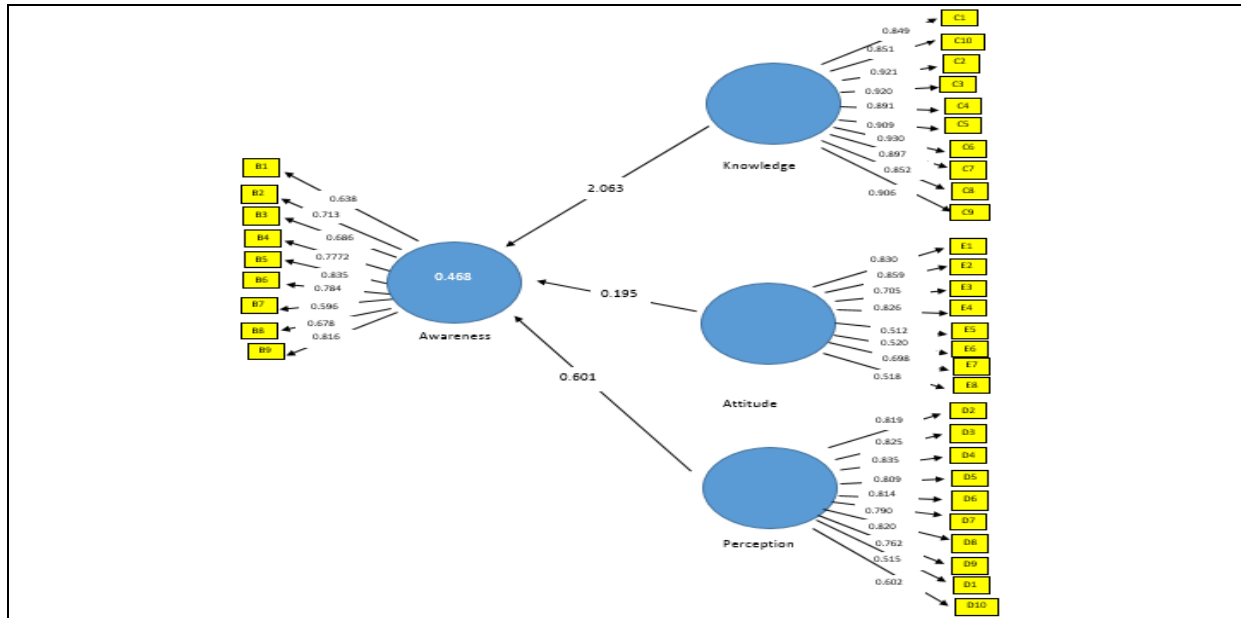 C1
0.849
C10
0.851
C2
0.921
C3
0.920
C4
0.891
C5
0.909
C6
0.930
C7
0.897
C8
0.852
C9
0.906
Knowledge
2.063
B1
0.638
B2
0.713
B3
0.686
B4
0.7772
B5
0.835
B6
0.784
B7
0.596
B8
0.678
B9
0.816
0.468
Awareness
0.195
0.601
E1
0.830
E2
0.859
E3
0.705
E4
0.826
E5
0.512
E6
0.520
E7
0.698
E8
0.518
Attitude
D2
0.819
D3
0.825
D4
0.835
D5
0.809
D6
0.814
D7
0.790
D8
0.820
D9
0.762
D1
0.515
D10
0.602
Perception